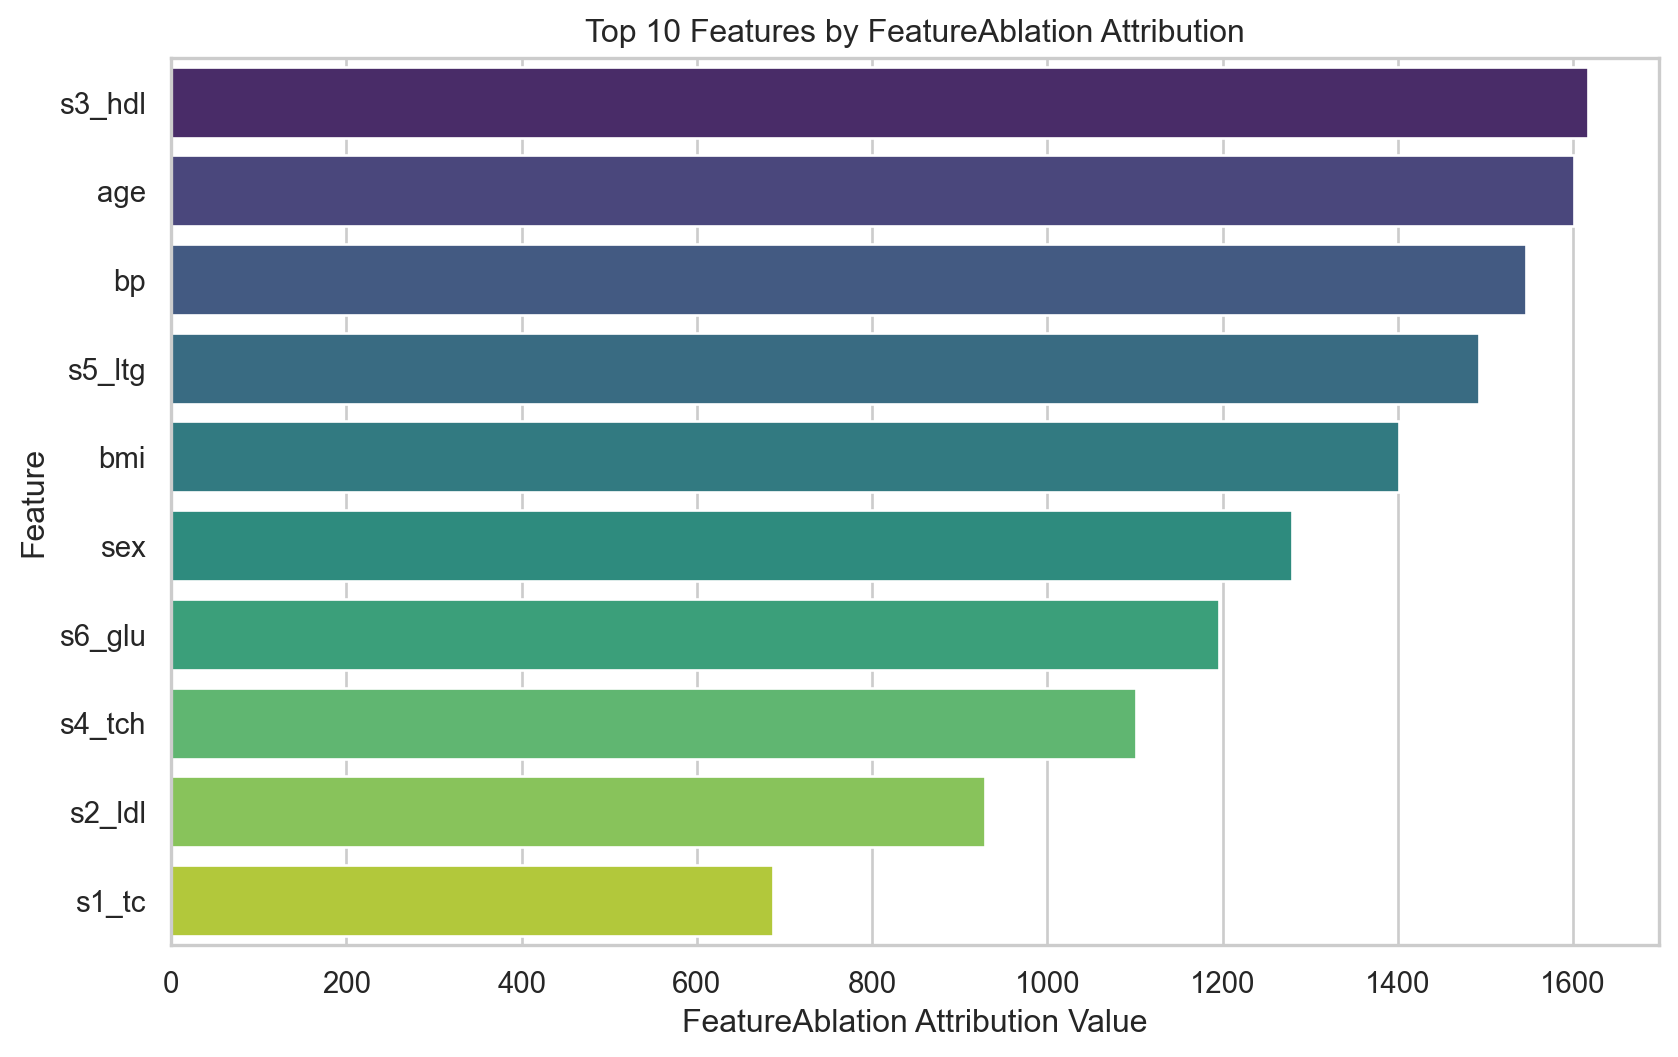 Top 10 Features by FeatureAblation Attribution
s3_hdl
age
bp
s5_ltg
bmi
sex
s6_glu
s4_tch
s2_ldl
s1_tc
Feature
0 200 400 600 800 1000 1200 1400 1600
FeatureAblation Attribution Value